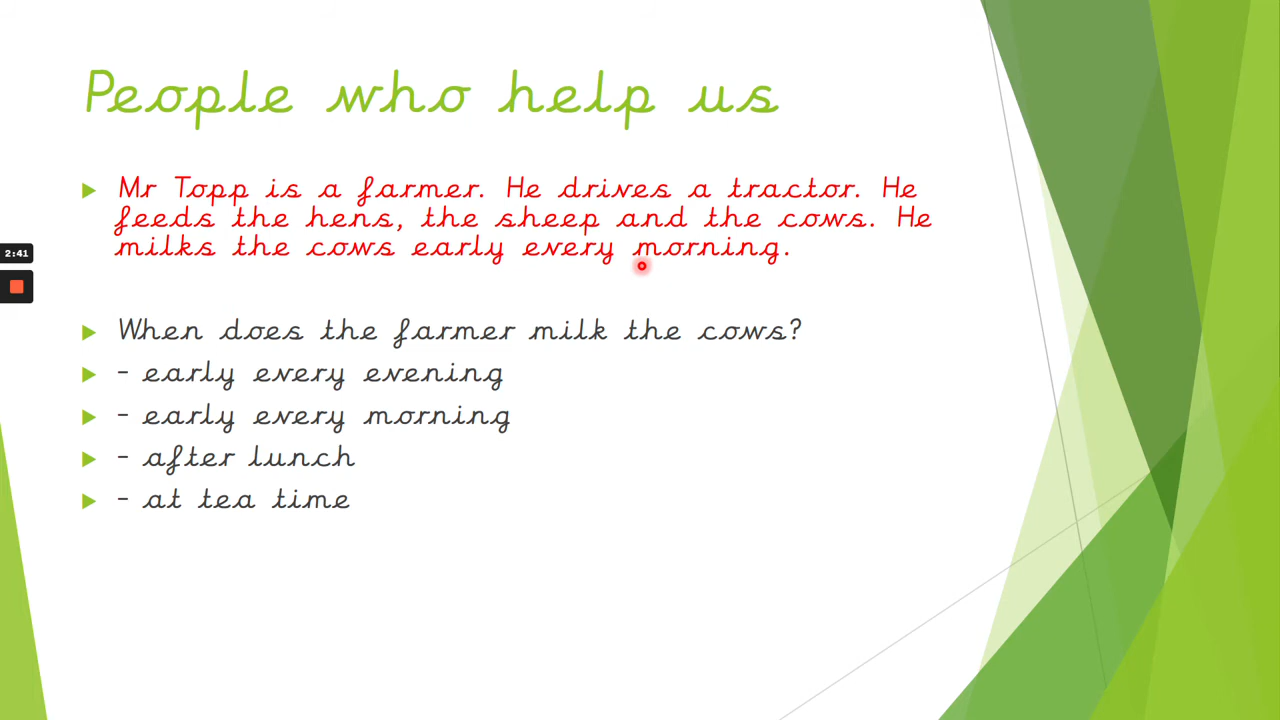 People who help us
Mr Topp is a farmer. He drives a tractor. He
feeds the hens, the sheep and the cows. He
milks the cows early every morning.
2:41
When does the farmer milk the cows?
- early every evening
- early every morning
- after lunch
- at tea time